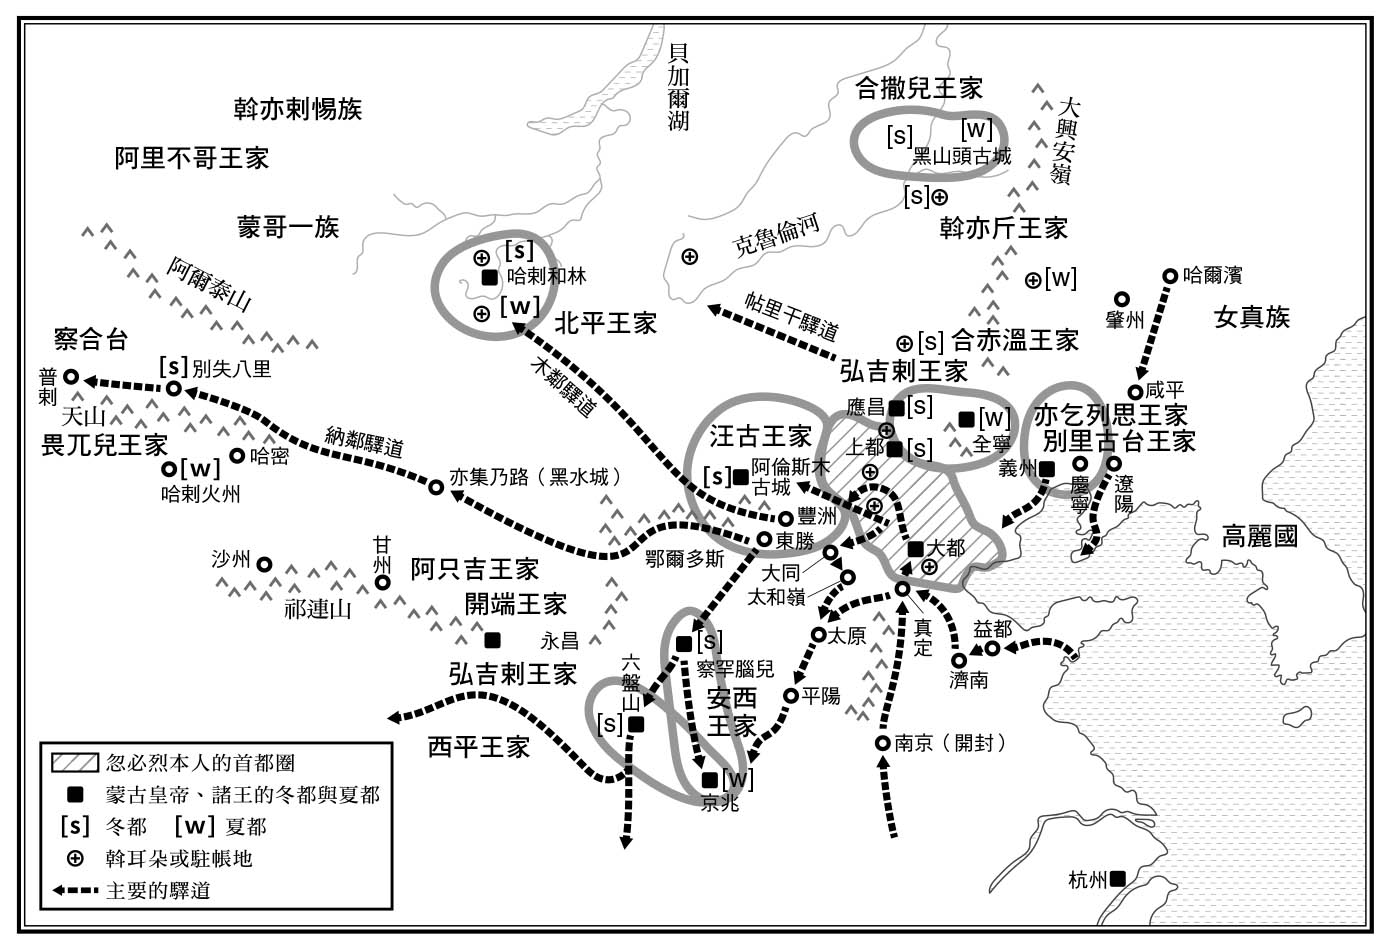 貝加爾湖
合撒兒王家
大興安嶺
斡亦剌惕族
[s]
[w]
黑山頭古城
阿里不哥王家
[s]
蒙哥一族
克魯倫河
斡亦斤王家
[s]
哈剌和林
[w]
阿爾泰山
[w]
哈爾濱
帖里干驛道
肇州
女真族
北平王家
察合台
[s]
合赤溫王家
[s]
別失八里
木鄰驛道
弘吉剌王家
普剌
咸平
應昌
[s]
天山
[w]
亦乞列思王家
納鄰驛道
汪古王家
別里古台王家
畏兀兒王家
哈密
上都
[s]
全寧
[w]
哈剌火州
亦集乃路（黑水城）
[s]
阿倫斯木
古城
義州
慶寧
遼陽
豐洲
東勝
高麗國
沙州
甘州
鄂爾多斯
大都
阿只吉王家
大同
開端王家
太和嶺
祁連山
真定
益都
永昌
太原
[s]
六盤山
察罕腦兒
濟南
弘吉剌王家
安西
王家
平陽
[s]
西平王家
南京（開封）
[w]
京兆
忽必烈本人的首都圈
蒙古皇帝、諸王的冬都與夏都
[s] 冬都 [w] 夏都
斡耳朵或駐帳地
主要的驛道
杭州